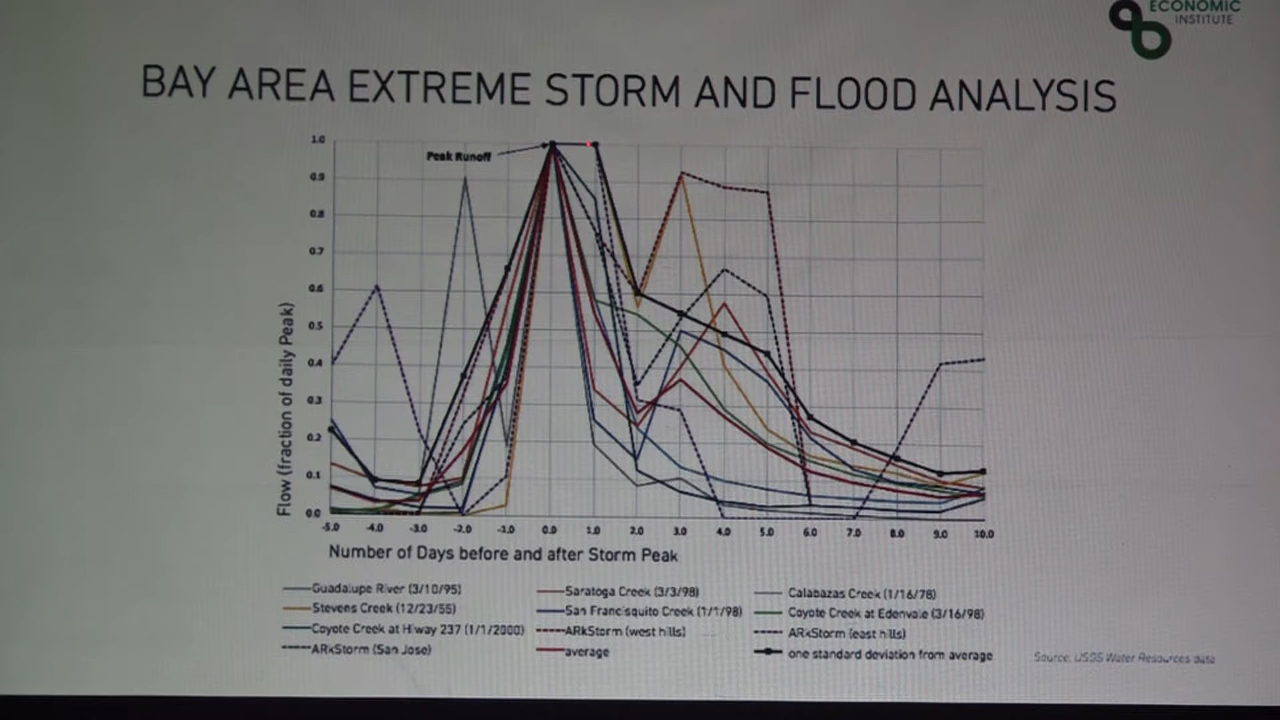 ECONOMIC
INSTITUTE
BAY AREA EXTREME STORM AND FLOOD ANALYSIS
Peak Runoff
1.0
0.9
0.8
0.7
0.6
0.5
0.4
0.3
0.2
0.1
0.0
Flow (fraction of daily Peak)
-5.0 -4.0 -3.0 -2.0 -1.0 0.0 1.0 2.0 3.0 4.0 5.0 6.0 7.0 8.0 9.0 10.0
Number of Days before and after Storm Peak
Guadalupe River (3/10/95) Saratoga Creek (3/3/98) Calabazas Creek (1/16/78)
Stevens Creek (12/23/55) San Francisquito Creek (1/1/98) Coyote Creek at Edenvale (3/16/98)
Coyote Creek at Hiway 237 (1/1/2000) ARkStorm (west hills) ARkStorm (east hills)
ARkStorm (San Jose) average one standard deviation from average
Source: USGS Water Resources data